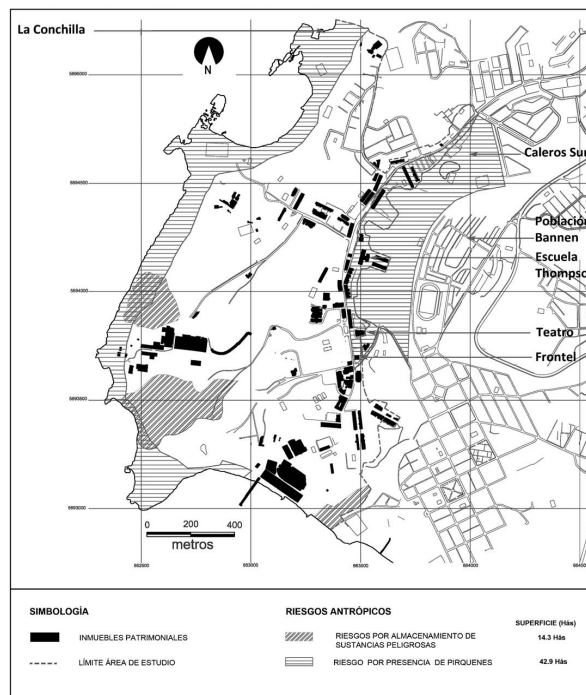 La Conchilla
N
Caleros Sur
Población
Bannen
Escuela
Thompso
Teatro
Frontel
0 200 400
metros
SIMBOLOGÍA
INMUEBLES PATRIMONIALES
LÍMITE ÁREA DE ESTUDIO
RIESGOS ANTRÓPICOS
SUPERFICIE (Hás)
RIESGOS POR ALMACENAMIENTO DE
SUSTANCIAS PELIGROSAS
14.3 Hás
RIESGO POR PRESENCIA DE PIRQUENES
42.9 Hás